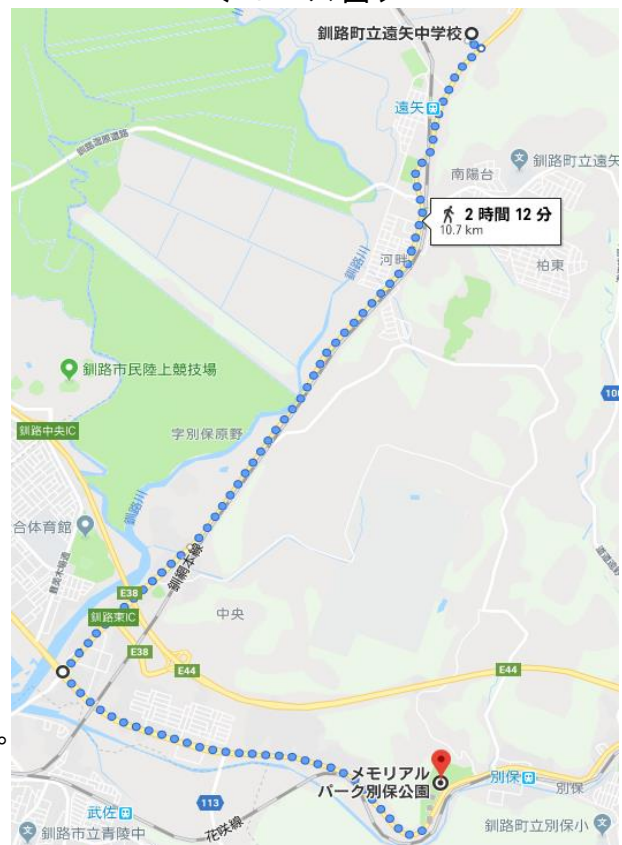 釧路町立遠矢中学校
遠矢
釧路湿原道路
南陽台
釧路町立遠矢
2 時間 12 分
10.7 km
釧路川
河畔
柏東
釧路市民陸上競技場
釧路中央IC
字別保原野
釧路川
合体育館
釧網本線
E38
釧路東IC
中央
E38
E44
E44
。
メモリアル
パーク別保公園
別保
別保
113
武佐
花咲線
釧路市立青陵中
釧路町立別保小